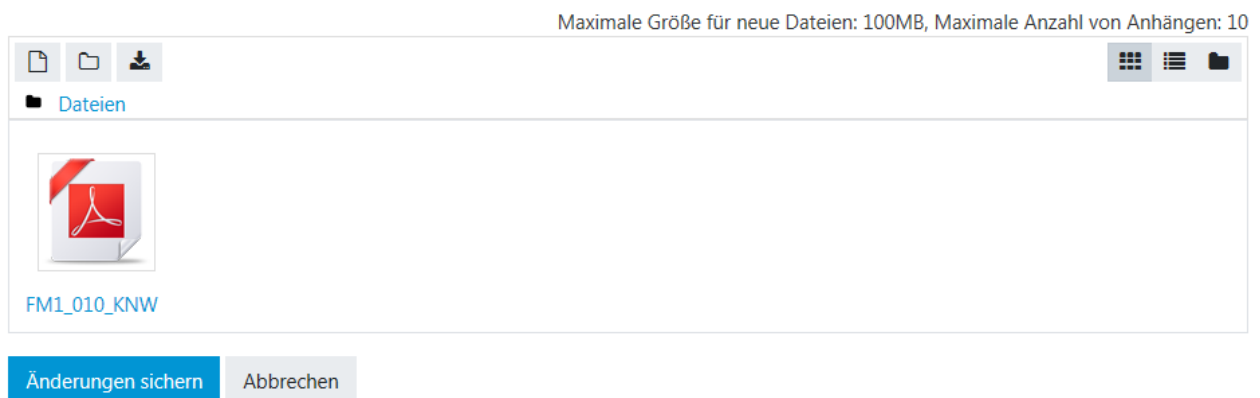 Maximale Größe für neue Dateien: 100MB, Maximale Anzahl von Anhängen: 10
Dateien
FM1_010_KNW
Änderungen sichern Abbrechen